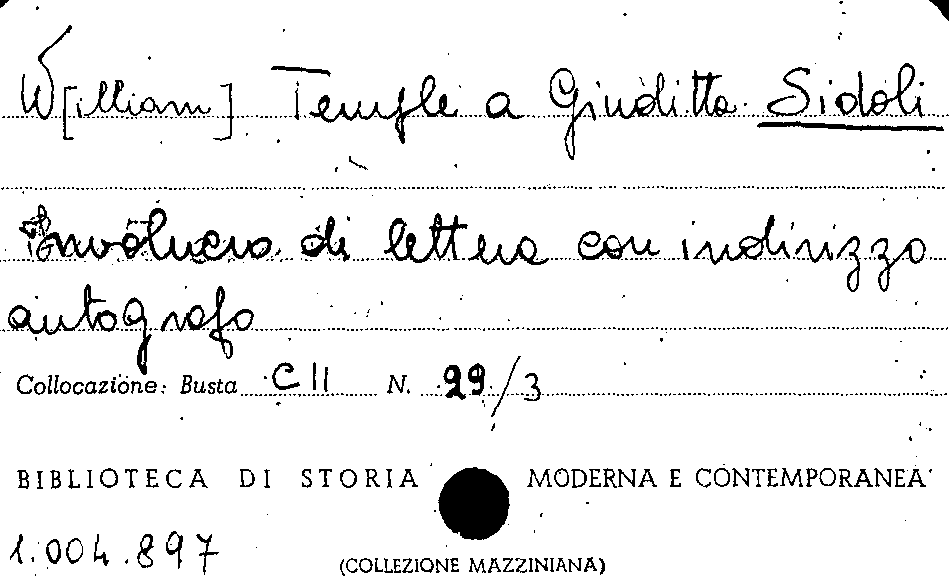 W[illiam] Temple a Giuditta Sidoli
Involucro di lettera con indirizzo
autografo
Collocazione: Busta C II N. 29/3
BIBLIOTECA DI STORIA MODERNA E CONTEMPORANEA
1.004.897
(COLLEZIONE MAZZINIANA)